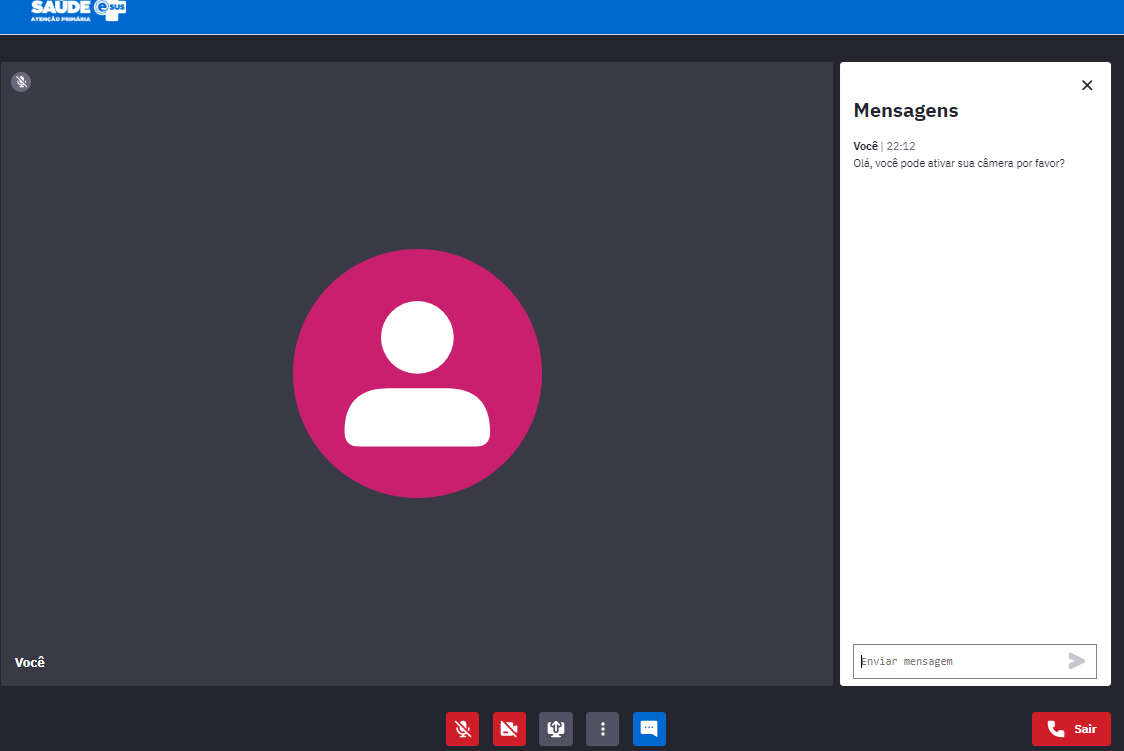 SAÚDE e SUS
ATENÇÃO PRIMÁRIA
Mensagens
Você | 22:12
Olá, você pode ativar sua câmera por favor?
Você
Enviar mensagem
Sair